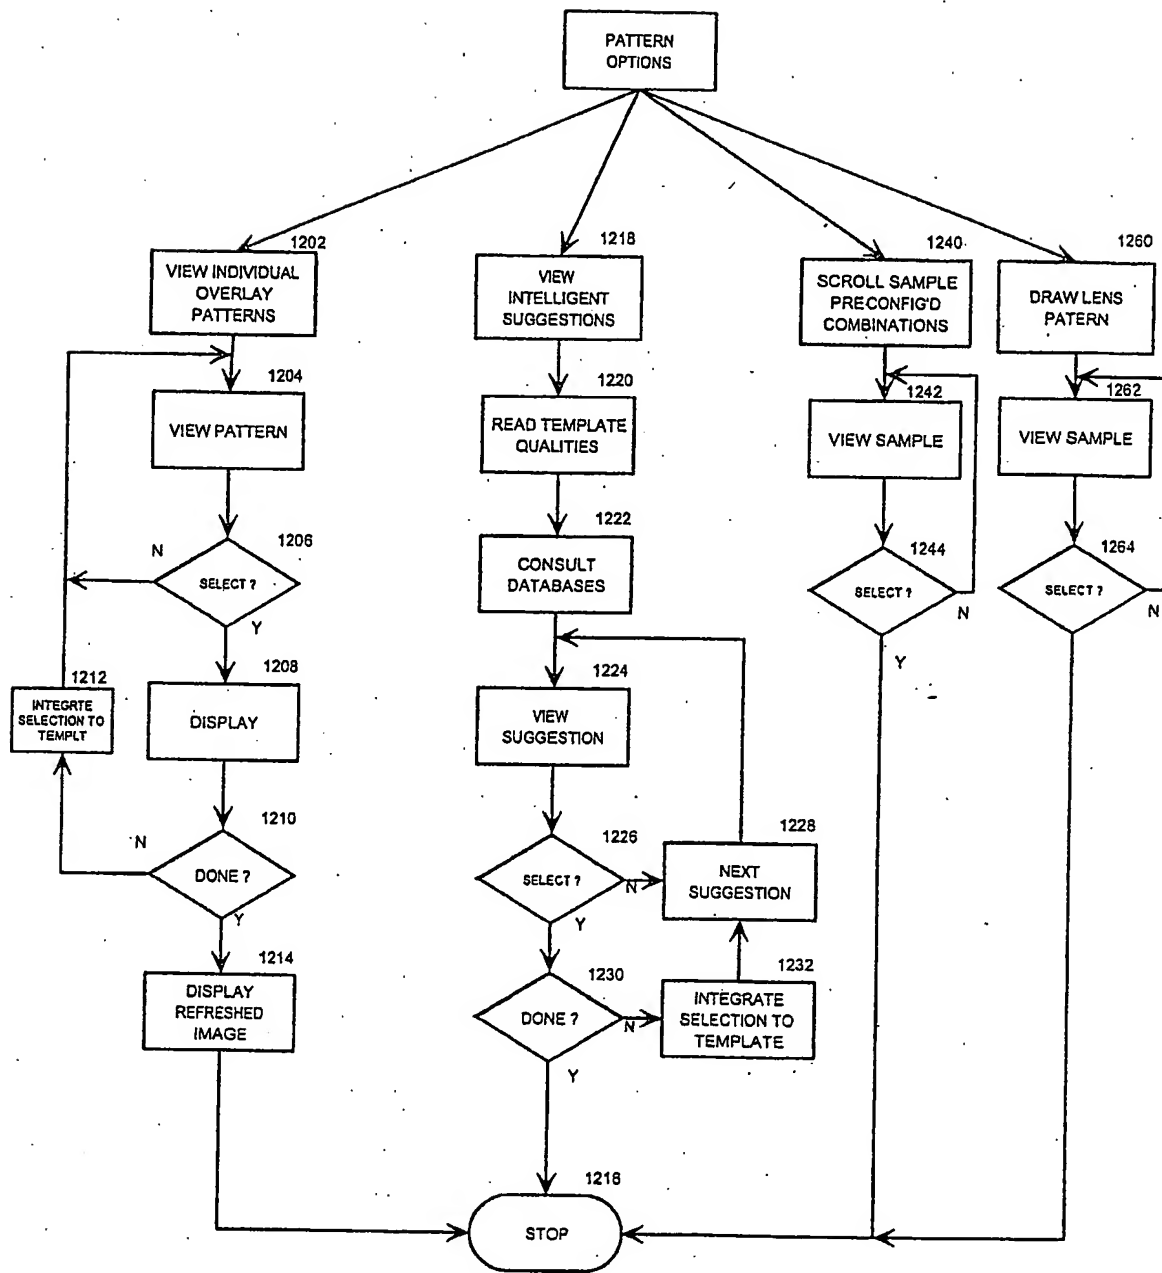 PATTERN
OPTIONS
1202
VIEW INDIVIDUAL
OVERLAY
PATTERNS
1204
VIEW PATTERN
1206
N
SELECT ?
Y
1208
DISPLAY
1212
INTEGRTE
SELECTION TO
TEMPLT
1210
N
DONE ?
Y
1214
DISPLAY
REFRESHED
IMAGE
1218
VIEW
INTELLIGENT
SUGGESTIONS
1220
READ TEMPLATE
QUALITIES
1222
CONSULT
DATABASES
1224
VIEW
SUGGESTION
1226
SELECT ?
N
Y
1228
NEXT
SUGGESTION
1230
DONE ?
N
Y
1232
INTEGRATE
SELECTION TO
TEMPLATE
1216
STOP
1240
SCROLL SAMPLE
PRECONFIG'D
COMBINATIONS
1242
VIEW SAMPLE
1244
SELECT ?
N
Y
1260
DRAW LENS
PATERN
1262
VIEW SAMPLE
1264
SELECT ?
N